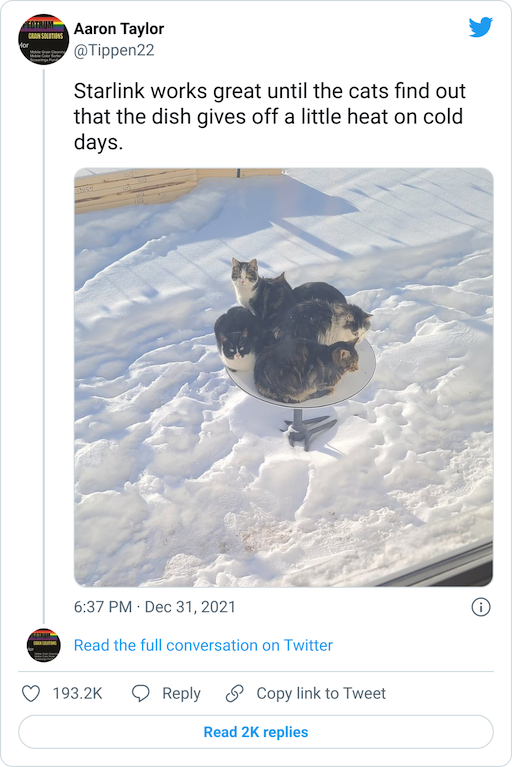 Aaron Taylor
@Tippen22
Starlink works great until the cats find out
that the dish gives off a little heat on cold
days.
6:37 PM · Dec 31, 2021
Read the full conversation on Twitter
193.2K Reply Copy link to Tweet
Read 2K replies